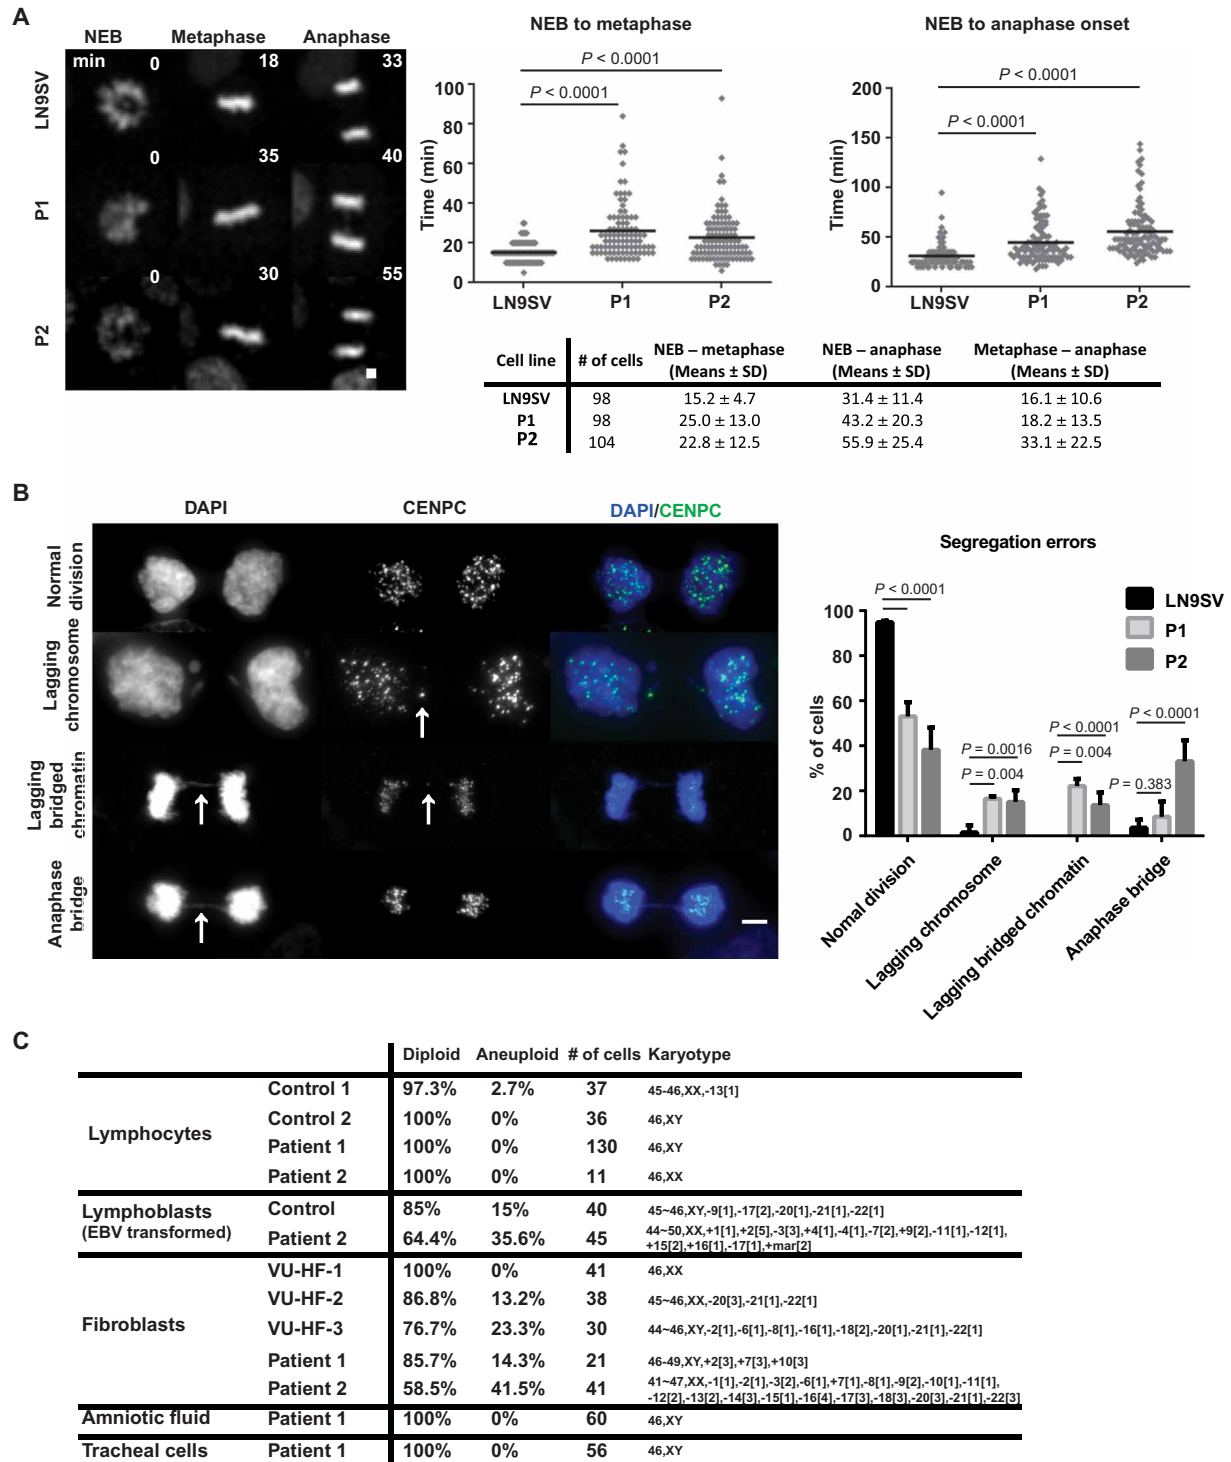 A
NEB Metaphase Anaphase
min 0 18 33
LN9SV
0 35 40
P1
0 30 55
P2
NEB to metaphase
P < 0.0001
P < 0.0001
100
80
60
40
20
0
Time (min)
LN9SV P1 P2
NEB to anaphase onset
P < 0.0001
P < 0.0001
200
150
100
50
0
Time (min)
LN9SV P1 P2
Cell line # of cells NEB – metaphase (Means ± SD) NEB – anaphase (Means ± SD) Metaphase – anaphase (Means ± SD)
LN9SV 98 15.2 ± 4.7 31.4 ± 11.4 16.1 ± 10.6
P1 98 25.0 ± 13.0 43.2 ± 20.3 18.2 ± 13.5
P2 104 22.8 ± 12.5 55.9 ± 25.4 33.1 ± 22.5
B
DAPI CENPC DAPI/CENPC
Normal division
Lagging chromosome
Lagging bridged chromatin
Anaphase bridge
Segregation errors
LN9SV
P1
P2
P < 0.0001
P = 0.0016
P = 0.004
P < 0.0001
P = 0.004
P < 0.0001
P = 0.383
100
80
60
40
20
0
% of cells
Nomal division
Lagging chromosome
Lagging bridged chromatin
Anaphase bridge
C
Diploid Aneuploid # of cells Karyotype
Lymphocytes
Control 1 97.3% 2.7% 37 45-46,XX,-13[1]
Control 2 100% 0% 36 46,XY
Patient 1 100% 0% 130 46,XY
Patient 2 100% 0% 11 46,XX
Lymphoblasts
(EBV transformed)
Control 85% 15% 40 45~46,XY,-9[1],-17[2],-20[1],-21[1],-22[1]
Patient 2 64.4% 35.6% 45 44~50,XX,+1[1],+2[5],-3[3],+4[1],-4[1],-7[2],+9[2],-11[1],-12[1],
+15[2],+16[1],-17[1],+mar[2]
Fibroblasts
VU-HF-1 100% 0% 41 46,XX
VU-HF-2 86.8% 13.2% 38 45~46,XX,-20[3],-21[1],-22[1]
VU-HF-3 76.7% 23.3% 30 44~46,XY,-2[1],-6[1],-8[1],-16[1],-18[2],-20[1],-21[1],-22[1]
Patient 1 85.7% 14.3% 21 46-49,XY,+2[3],+7[3],+10[3]
Patient 2 58.5% 41.5% 41 41~47,XX,-1[1],-2[1],-3[2],-6[1],+7[1],-8[1],-9[2],-10[1],-11[1],
-12[2],-13[2],-14[3],-15[1],-16[4],-17[3],-18[3],-20[3],-21[1],-22[3]
Amniotic fluid Patient 1 100% 0% 60 46,XY
Tracheal cells Patient 1 100% 0% 56 46,XY